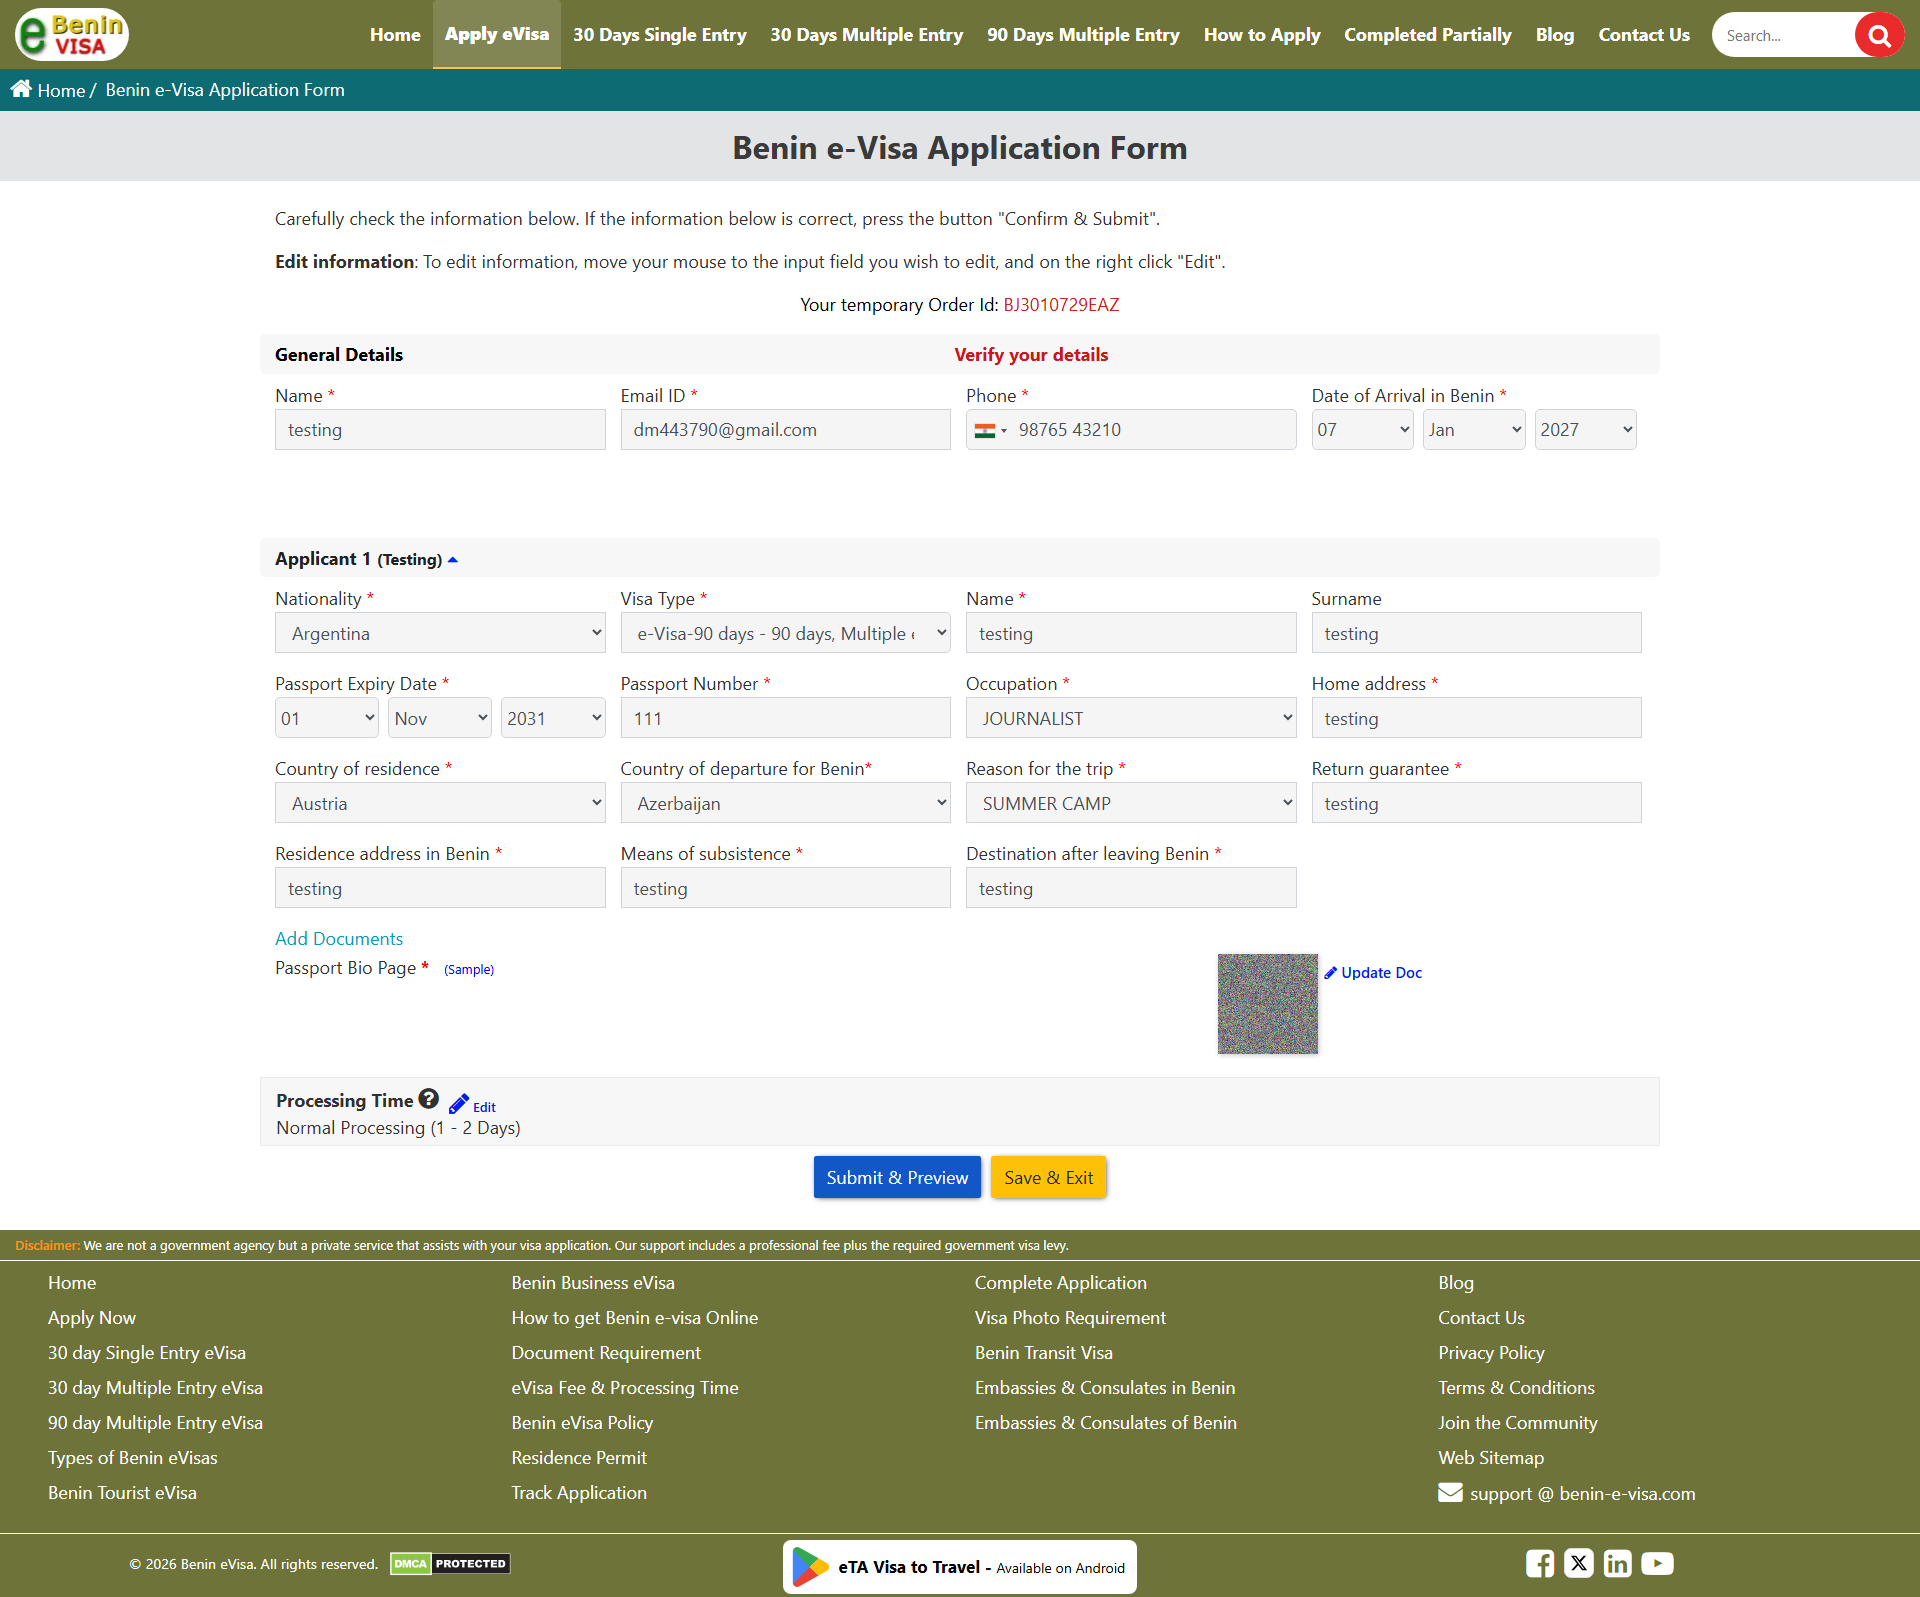 e Benin VISA
Home Apply eVisa 30 Days Single Entry 30 Days Multiple Entry 90 Days Multiple Entry How to Apply Completed Partially Blog Contact Us Search...
Home / Benin e-Visa Application Form
Benin e-Visa Application Form
Carefully check the information below. If the information below is correct, press the button "Confirm & Submit".
Edit information: To edit information, move your mouse to the input field you wish to edit, and on the right click "Edit".
Your temporary Order Id: BJ3010729EAZ
General Details Verify your details
Name * Email ID * Phone * Date of Arrival in Benin *
testing dm443790@gmail.com 98765 43210 07 Jan 2027
Applicant 1 (Testing)
Nationality * Visa Type * Name * Surname
Argentina e-Visa-90 days - 90 days, Multiple testing testing
Passport Expiry Date * Passport Number * Occupation * Home address *
01 Nov 2031 111 JOURNALIST testing
Country of residence * Country of departure for Benin* Reason for the trip * Return guarantee *
Austria Azerbaijan SUMMER CAMP testing
Residence address in Benin * Means of subsistence * Destination after leaving Benin *
testing testing testing
Add Documents
Passport Bio Page * (Sample) Update Doc
Processing Time Edit
Normal Processing (1 - 2 Days)
Submit & Preview Save & Exit
Disclaimer: We are not a government agency but a private service that assists with your visa application. Our support includes a professional fee plus the required government visa levy.
Home Benin Business eVisa Complete Application Blog
Apply Now How to get Benin e-visa Online Visa Photo Requirement Contact Us
30 day Single Entry eVisa Document Requirement Benin Transit Visa Privacy Policy
30 day Multiple Entry eVisa eVisa Fee & Processing Time Embassies & Consulates in Benin Terms & Conditions
90 day Multiple Entry eVisa Benin eVisa Policy Embassies & Consulates of Benin Join the Community
Types of Benin eVisas Residence Permit Web Sitemap
Benin Tourist eVisa Track Application support @ benin-e-visa.com
© 2026 Benin eVisa. All rights reserved. DMCA PROTECTED eTA Visa to Travel - Available on Android